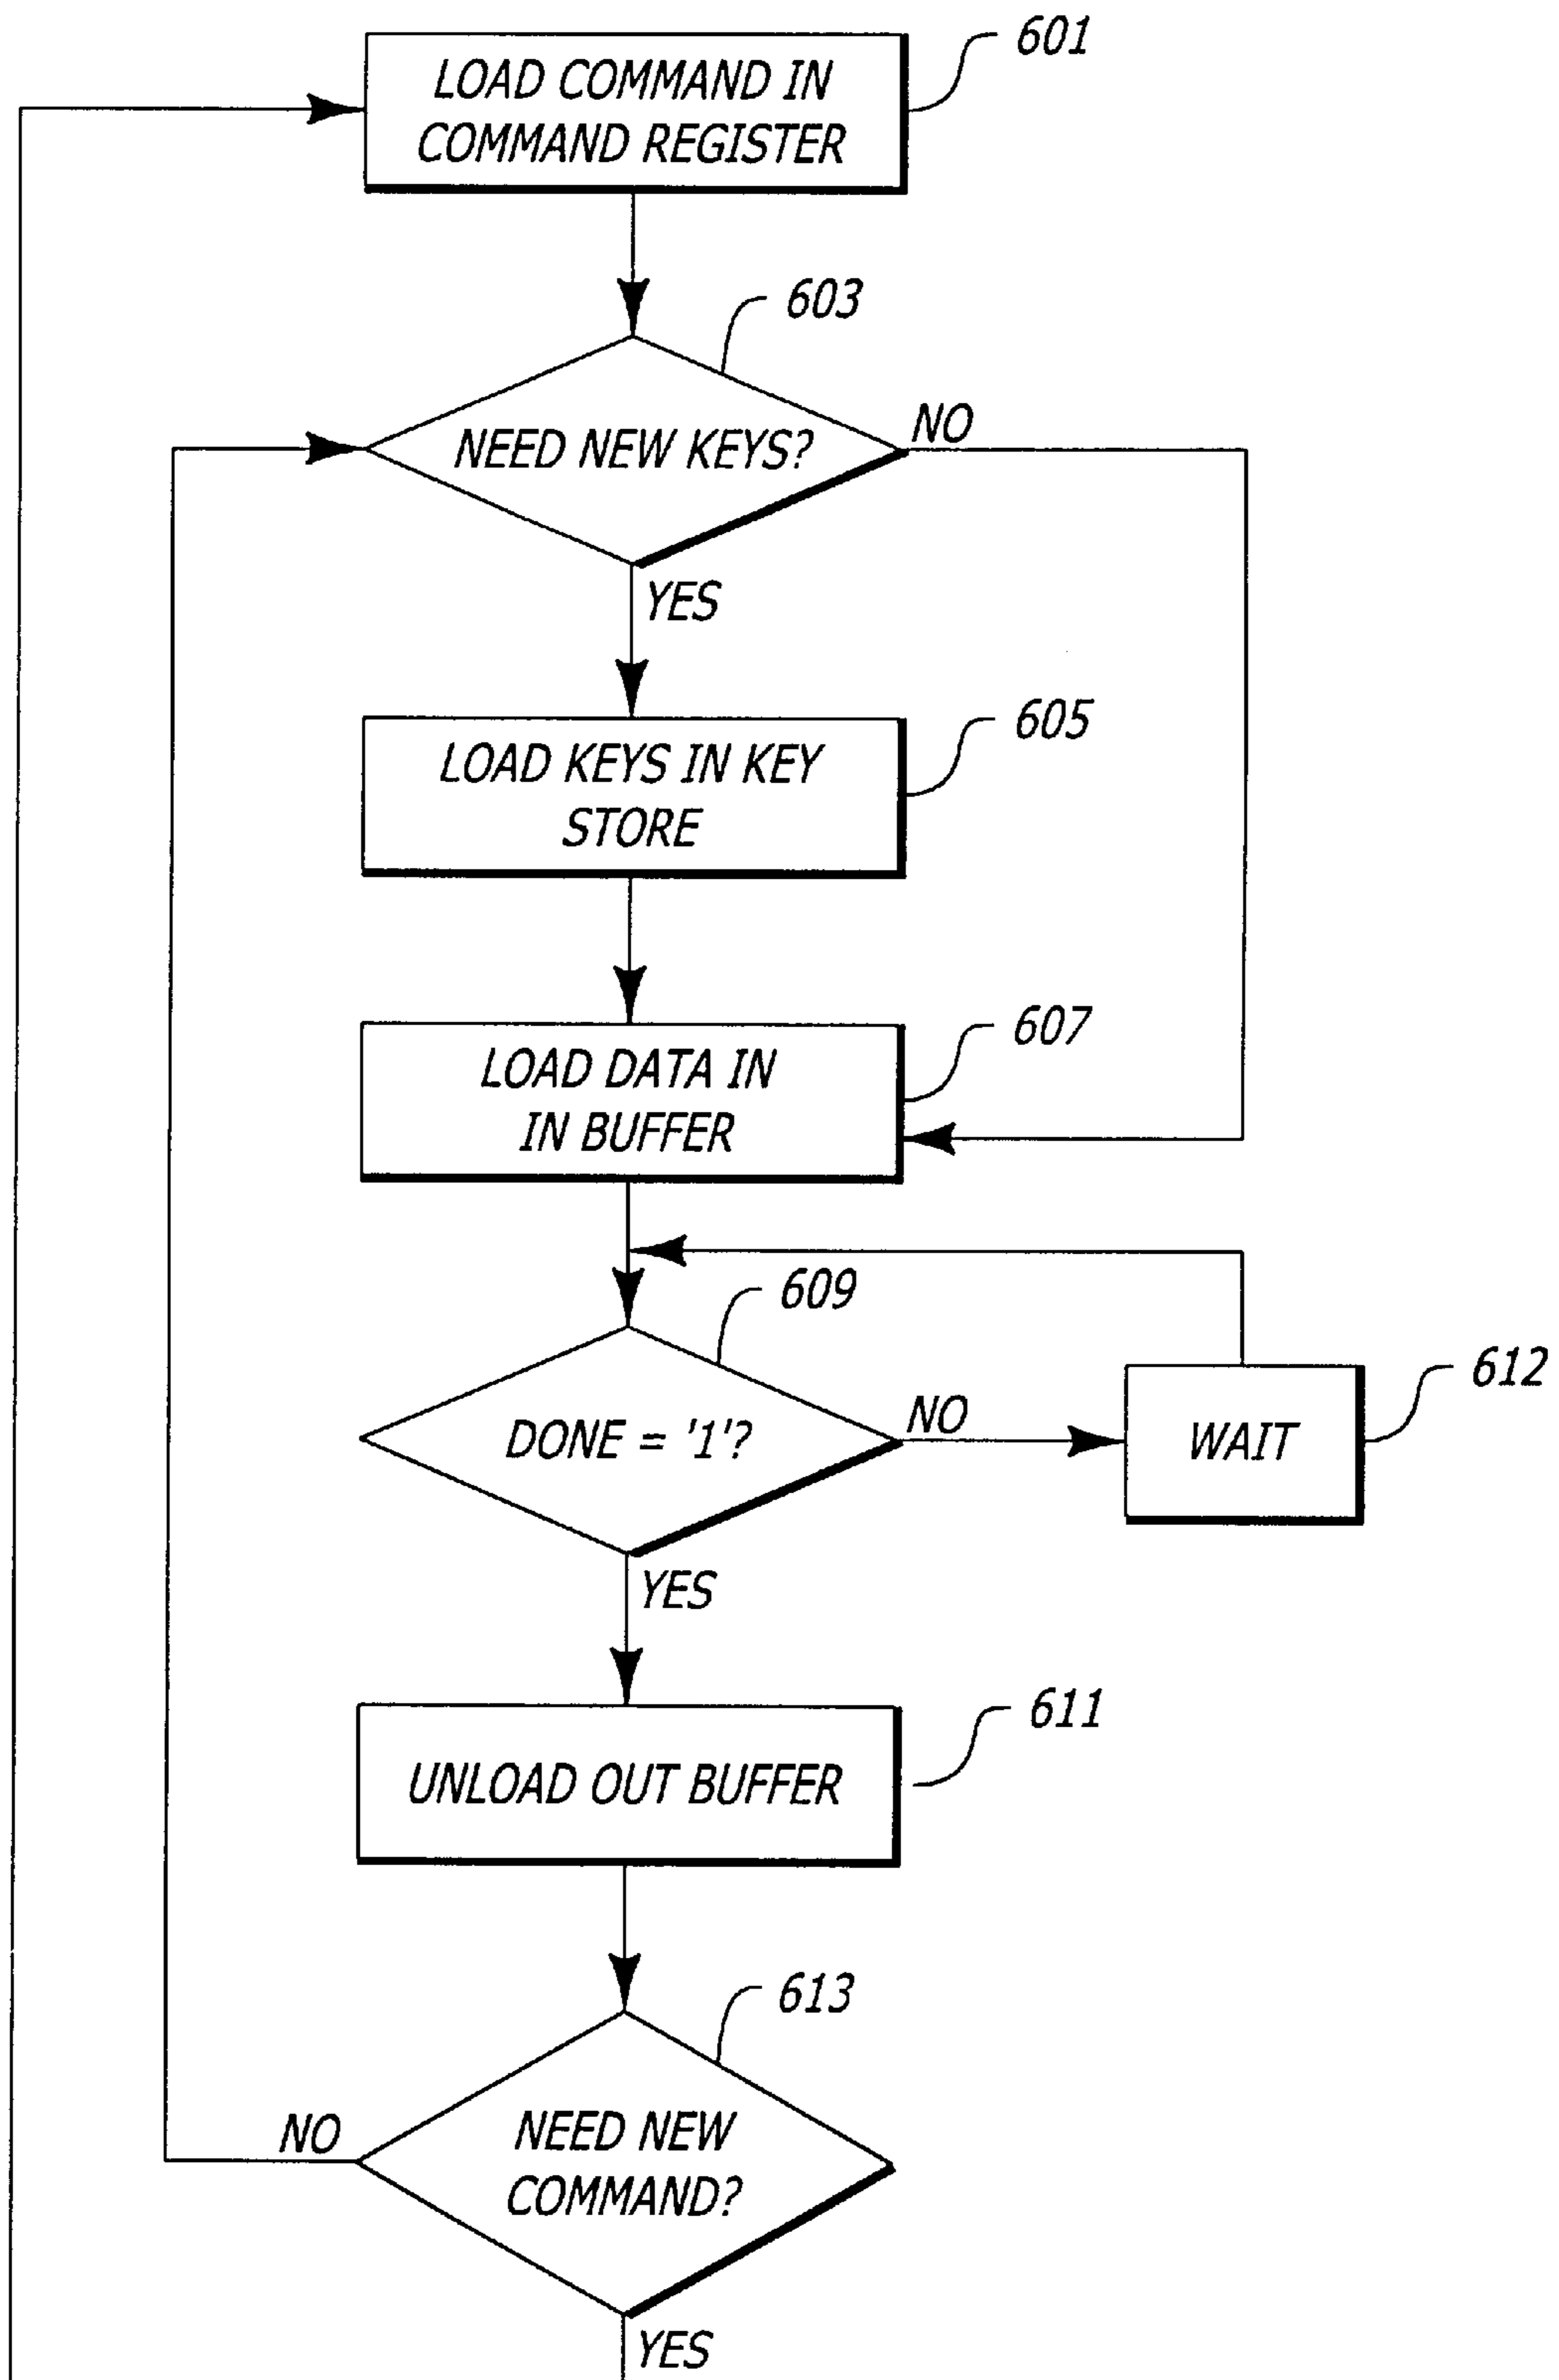 601
LOAD COMMAND IN
COMMAND REGISTER
603
NEED NEW KEYS?
NO
YES
605
LOAD KEYS IN KEY
STORE
607
LOAD DATA IN
IN BUFFER
609
DONE = '1'?
NO
612
WAIT
YES
611
UNLOAD OUT BUFFER
613
NO
NEED NEW
COMMAND?
YES